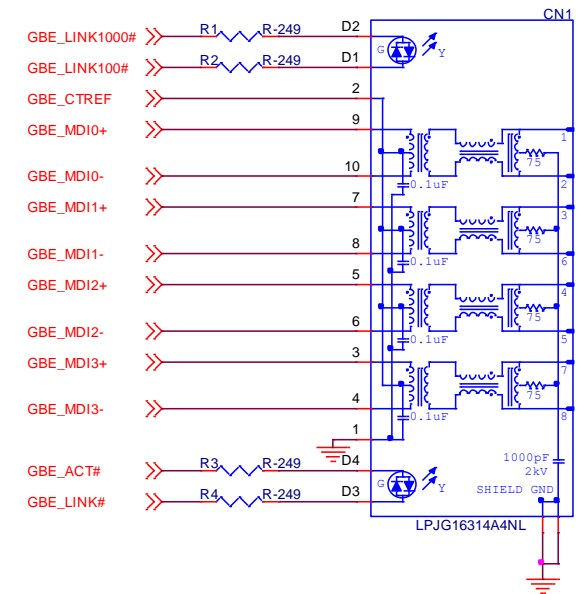 CN1
GBE_LINK1000# R1 R-249 D2
G Y
GBE_LINK100# R2 R-249 D1
GBE_CTREF 2
GBE_MDI0+ 9 1
75
GBE_MDI0- 10 2
0.1uF
GBE_MDI1+ 7 3
75
GBE_MDI1- 8 6
0.1uF
GBE_MDI2+ 5 4
75
GBE_MDI2- 6 5
0.1uF
GBE_MDI3+ 3 7
75
GBE_MDI3- 4 8
0.1uF
1
1000pF
GBE_ACT# R3 R-249 D4
2kV
G Y
SHIELD GND
GBE_LINK# R4 R-249 D3
LPJG16314A4NL